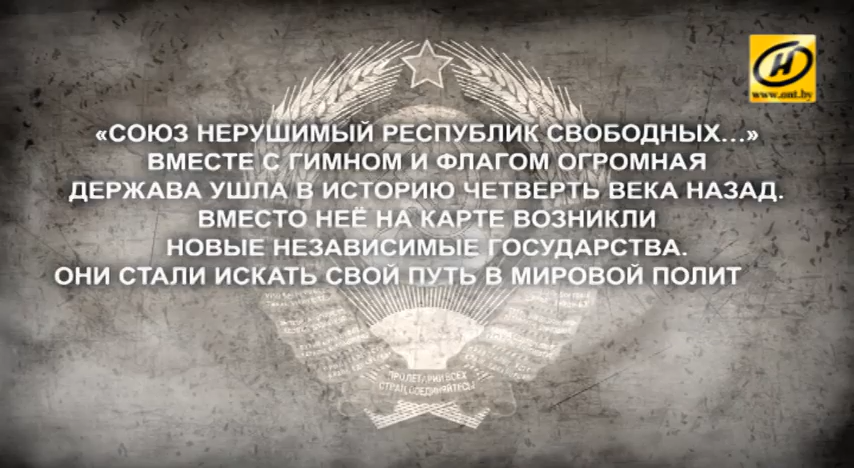 www.ont.by
«СОЮЗ НЕРУШИМЫЙ РЕСПУБЛИК СВОБОДНЫХ...»
ВМЕСТЕ С ГИМНОМ И ФЛАГОМ ОГРОМНАЯ
ДЕРЖАВА УШЛА В ИСТОРИЮ ЧЕТВЕРТЬ ВЕКА НАЗАД.
ВМЕСТО НЕЁ НА КАРТЕ ВОЗНИКЛИ
НОВЫЕ НЕЗАВИСИМЫЕ ГОСУДАРСТВА.
ОНИ СТАЛИ ИСКАТЬ СВОЙ ПУТЬ В МИРОВОЙ ПОЛИТ
ПРОЛЕТАРИИ ВСЕХ
СТРАН, СОЕДИНЯЙТЕСЬ!